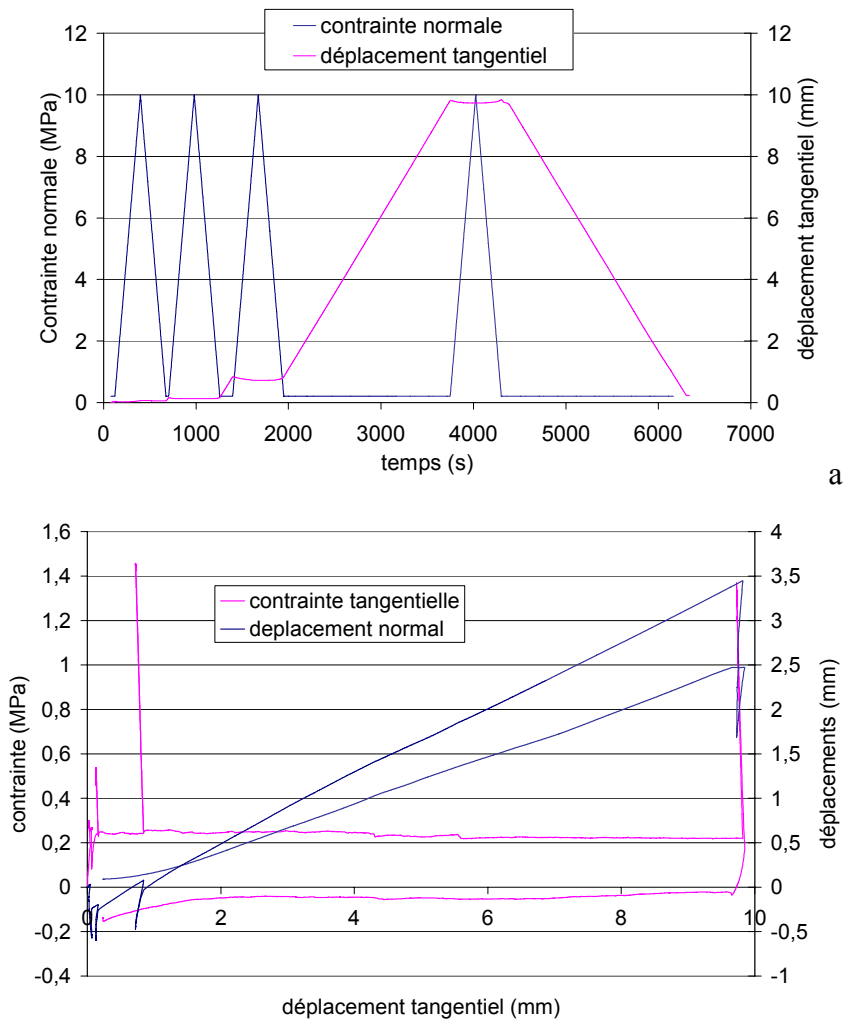 contrainte normale
déplacement tangentiel
Contrainte normale (MPa)
12
10
8
6
4
2
0
12
10
8
6
4
2
0
déplacement tangentiel (mm)
0 1000 2000 3000 4000 5000 6000 7000
temps (s)
a
contrainte tangentielle
deplacement normal
contrainte (MPa)
1,6
1,4
1,2
1
0,8
0,6
0,4
0,2
0
-0,2
-0,4
4
3,5
3
2,5
2
1,5
1
0,5
0
-0,5
-1
déplacements (mm)
0 2 4 6 8 10
déplacement tangentiel (mm)